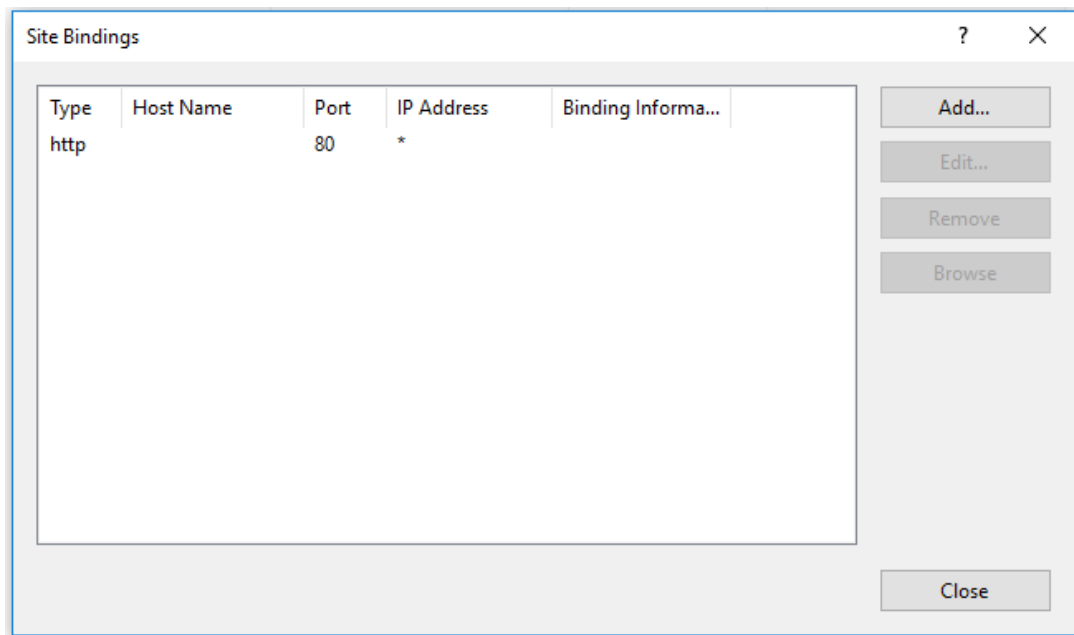 Site Bindings ?
Type Host Name Port IP Address Binding Informa...
http 80 *
Add...
Edit...
Remove
Browse
Close